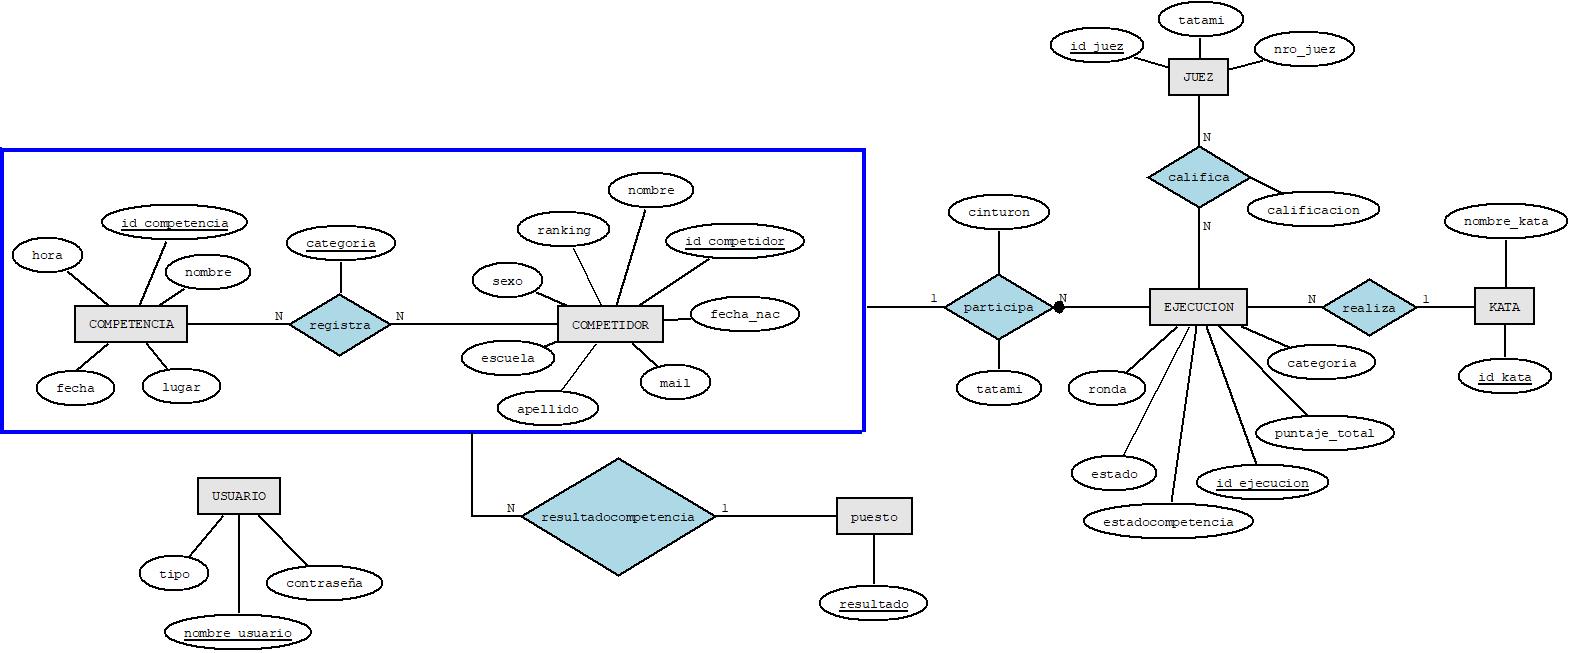 tatami
id_juez
nro_juez
JUEZ
N
califica
calificacion
N
nombre
ranking
id_competidor
id_competencia
hora
nombre
categoria
sexo
fecha_nac
COMPETENCIA
N
registra
N
COMPETIDOR
escuela
mail
apellido
fecha
lugar
cinturon
1
participa
N
tatami
EJECUCION
N
realiza
1
KATA
nombre_kata
id_kata
categoria
ronda
puntaje_total
estado
id_ejecucion
estadocompetencia
USUARIO
tipo
contraseña
nombre_usuario
N
resultadocompetencia
1
puesto
resultado